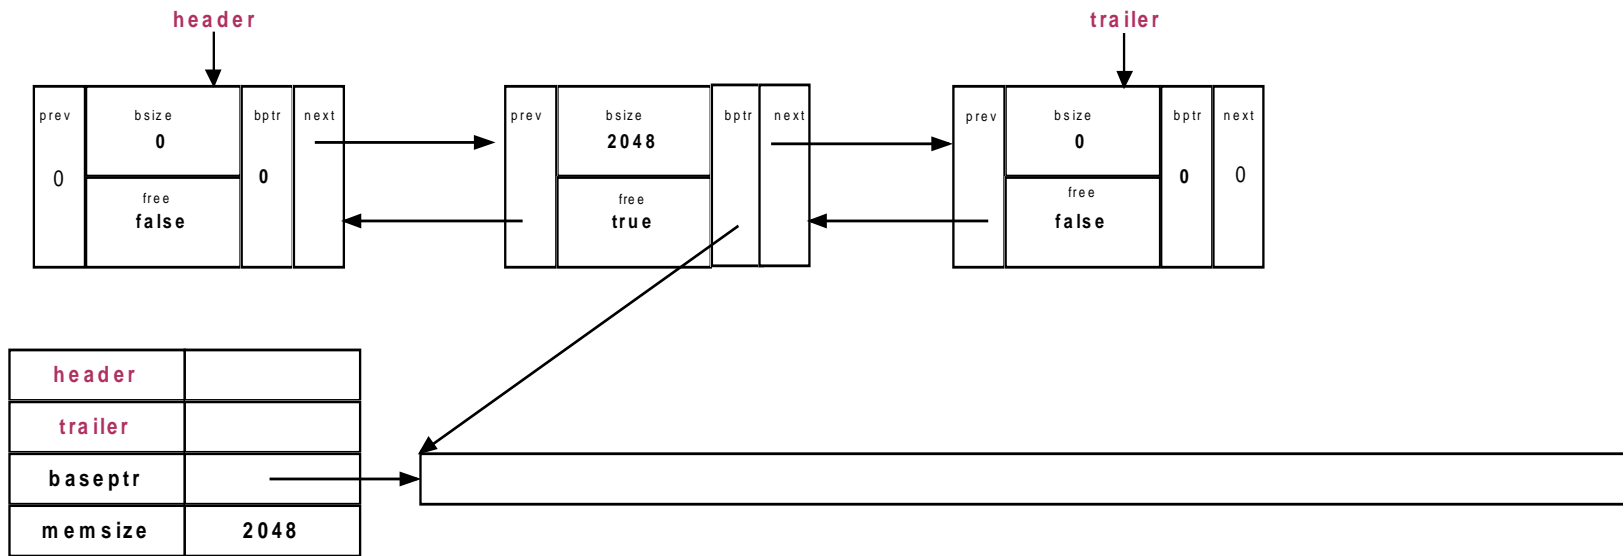 header trailer
prev bsize bptr next prev bsize bptr next prev bsize bptr next
0 2048 0
0 0 0 0
free free free
false true false
header
trailer
baseptr
memsize 2048